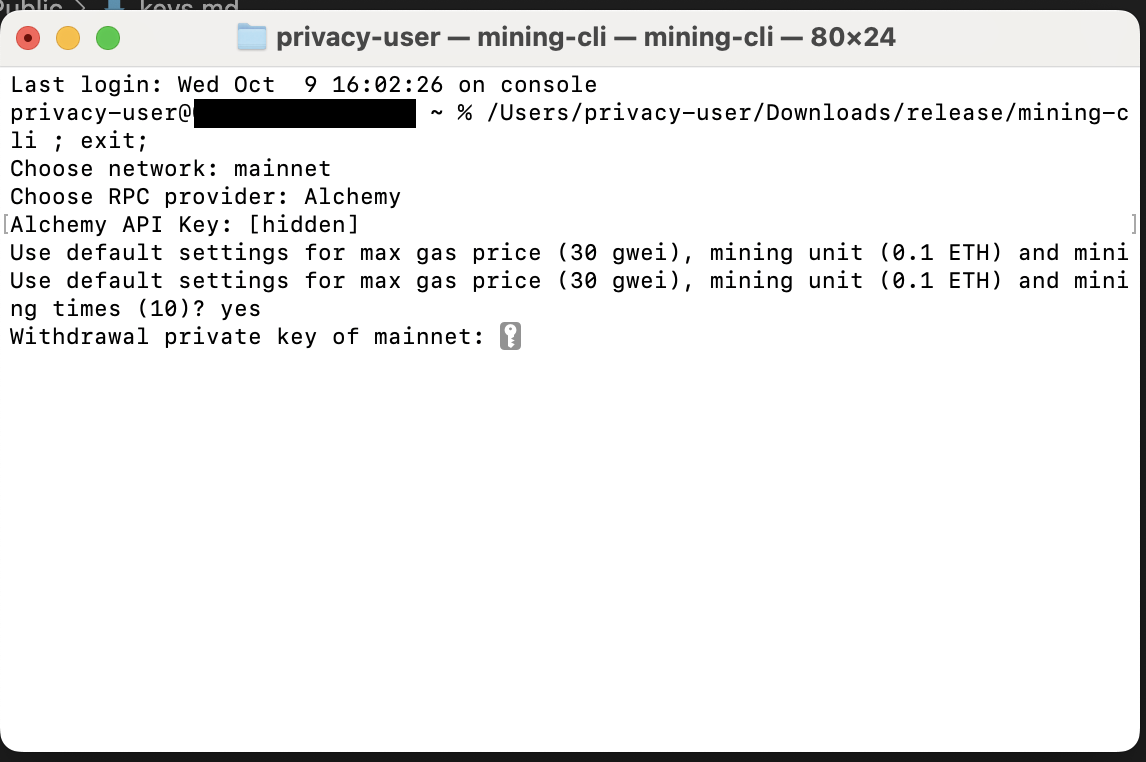 keys.md
privacy-user — mining-cli — mining-cli — 80×24
Last login: Wed Oct  9 16:02:26 on console
privacy-user@ ~ % /Users/privacy-user/Downloads/release/mining-c
li ; exit;
Choose network: mainnet
Choose RPC provider: Alchemy
[Alchemy API Key: [hidden] ]
Use default settings for max gas price (30 gwei), mining unit (0.1 ETH) and mini
Use default settings for max gas price (30 gwei), mining unit (0.1 ETH) and mini
ng times (10)? yes
Withdrawal private key of mainnet: